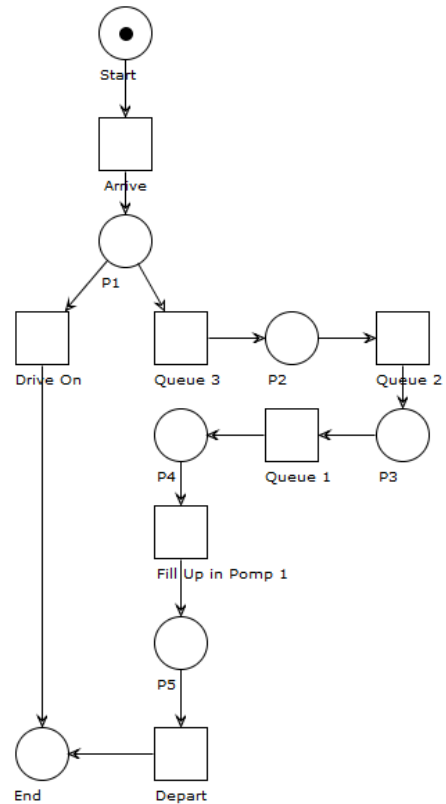 Start
Arrive
P1
Drive On
Queue 3
P2
Queue 2
P4
Queue 1
P3
Fill Up in Pomp 1
P5
End
Depart